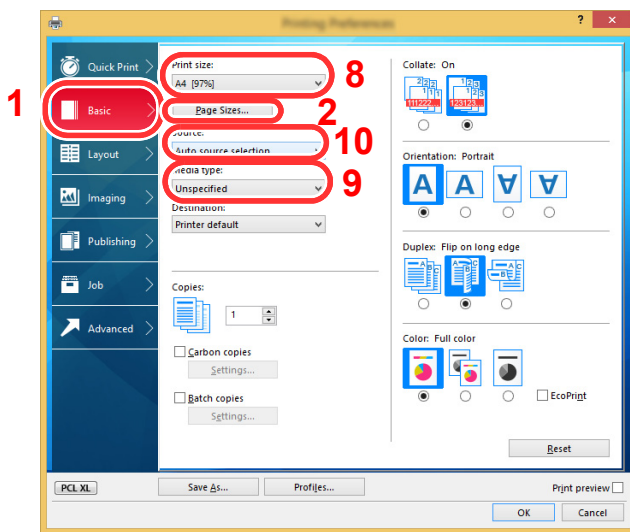 Printing Preferences
?
×
Quick Print
Basic
Layout
Imaging
Publishing
Job
Advanced
1
Print size:
A4 [97%]
8
Page Sizes...
2
Source:
Auto source selection
10
Media type:
Unspecified
9
Destination:
Printer default
Copies:
1
Carbon copies
Settings...
Batch copies
Settings...
Collate: On
111222...
123123...
Orientation: Portrait
A A A A
Duplex: Flip on long edge
A B C
A B C
A B C
Color: Full color
EcoPrint
Reset
PCL XL
Save As...
Profiles...
Print preview
OK
Cancel